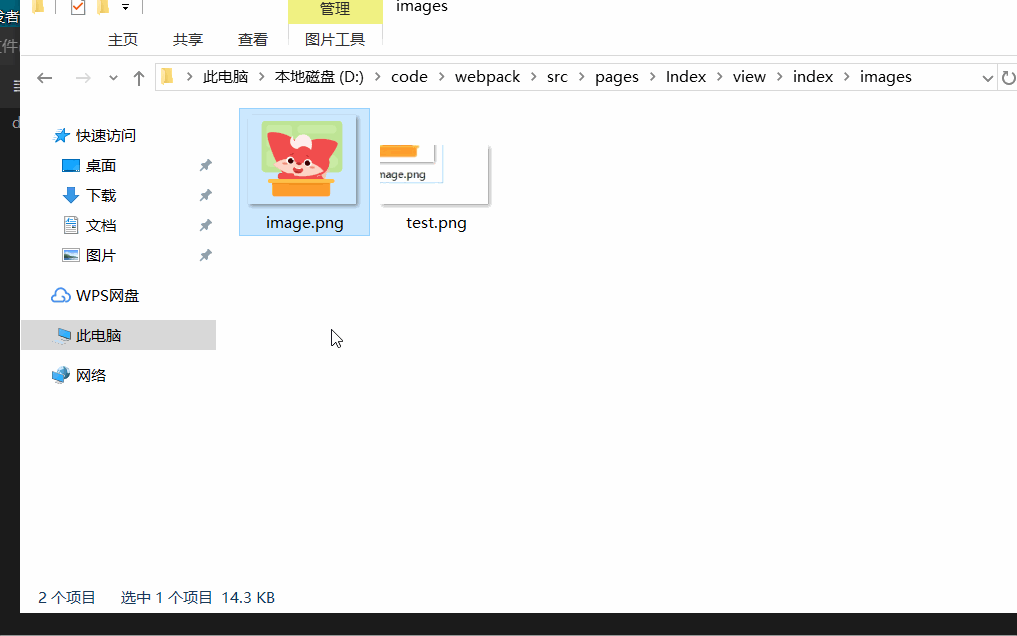 管理
images
主页 共享 查看 图片工具
此电脑 本地磁盘 (D:) code webpack src pages Index view index images
快速访问
桌面
下载
文档
图片
WPS网盘
此电脑
网络
mage.png
image.png test.png
2 个项目 选中 1 个项目 14.3 KB